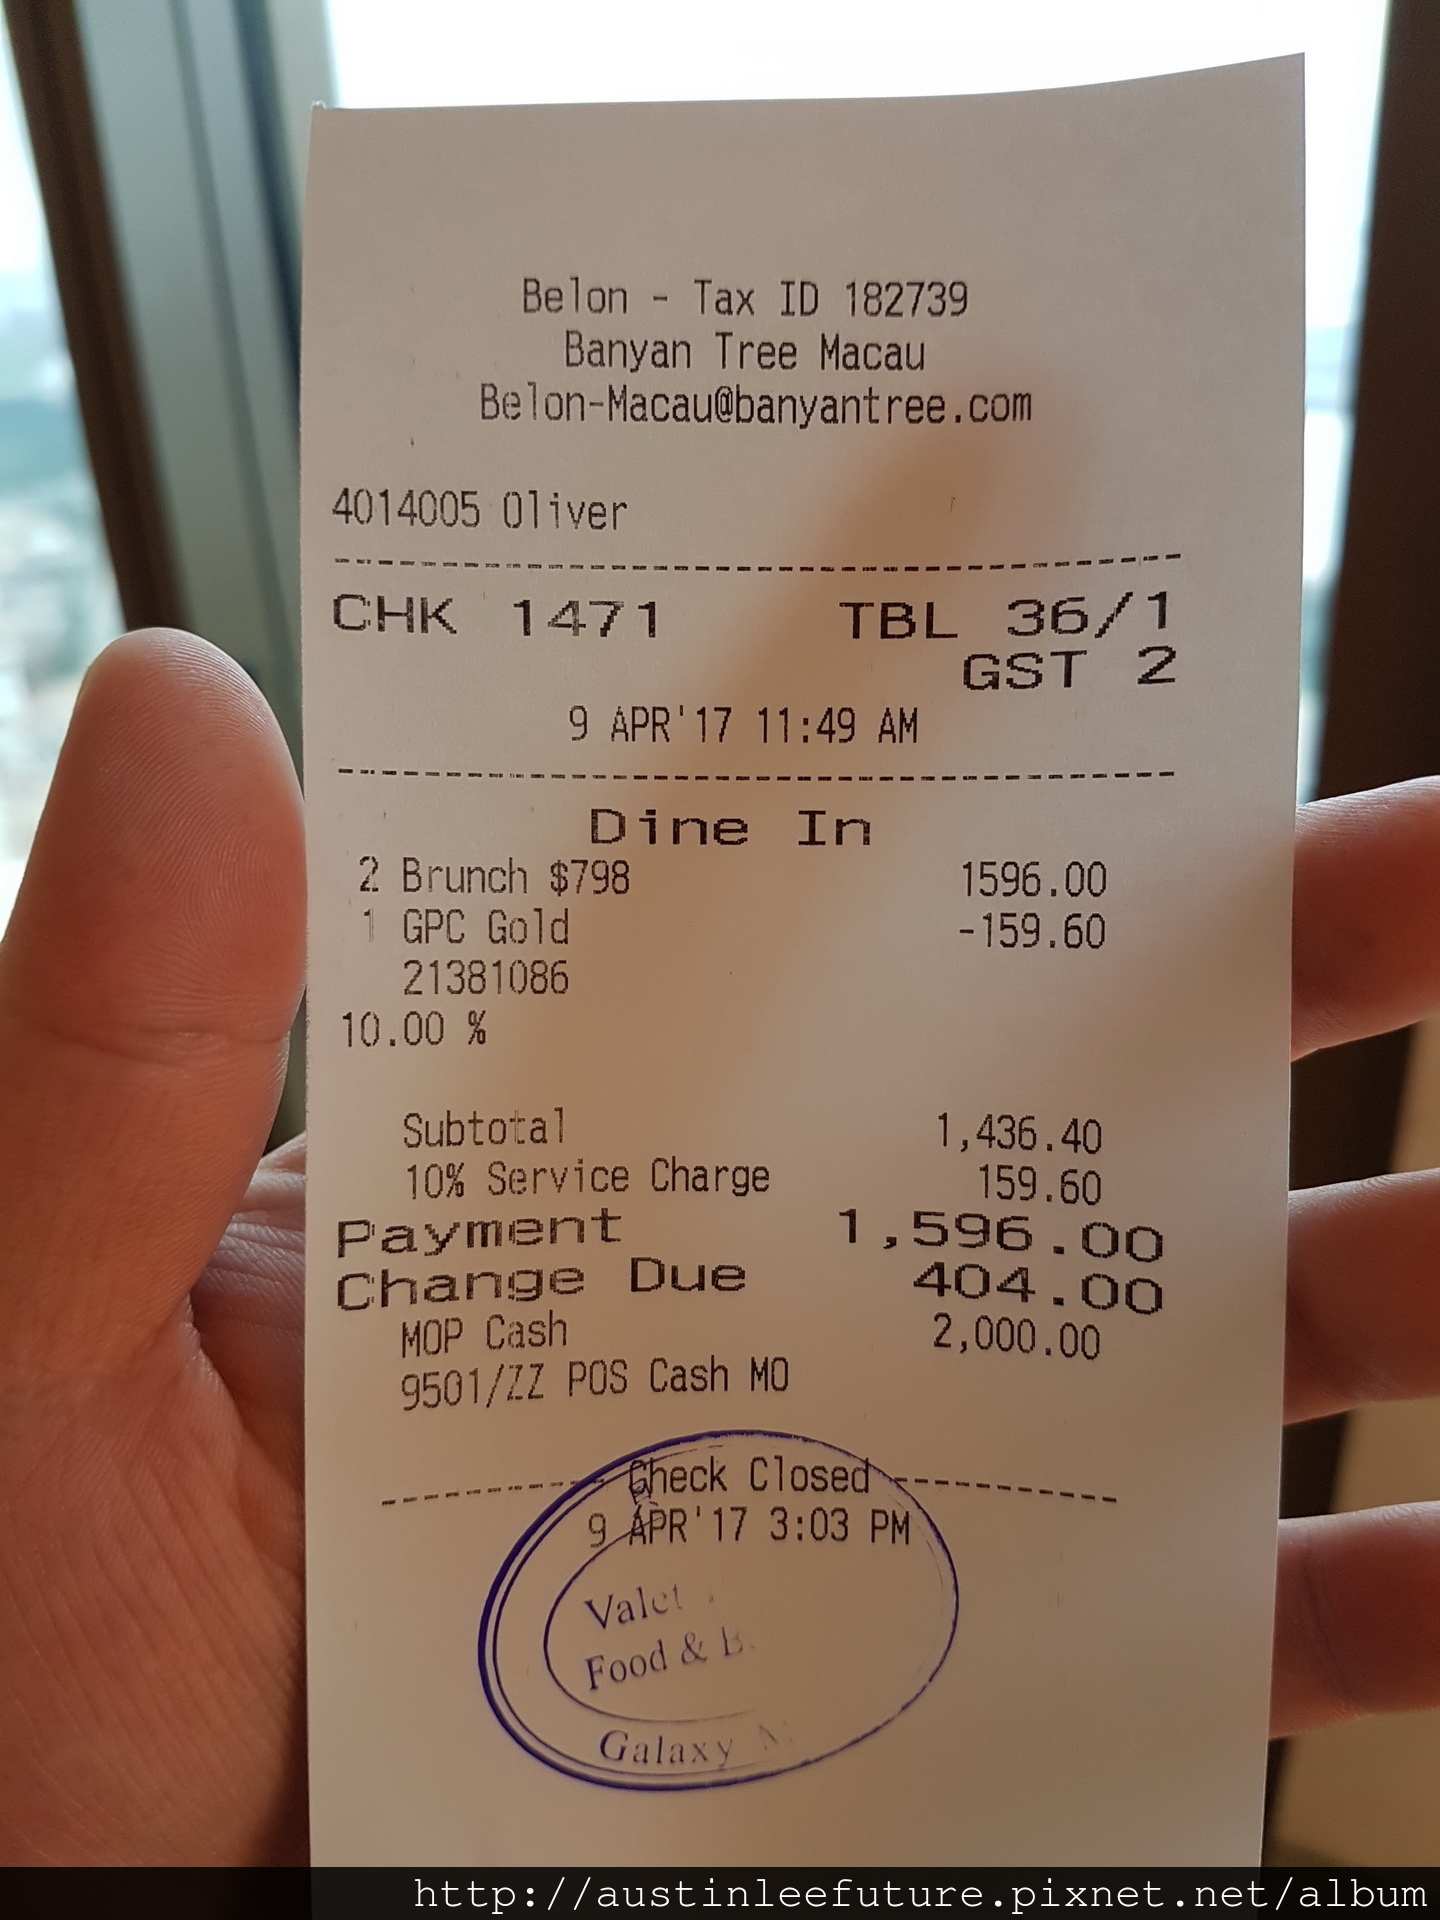 Belon - Tax ID 182739
Banyan Tree Macau
Belon-Macau@banyantree.com
4014005 Oliver
CHK 1471 TBL 36/1
GST 2
9 APR'17 11:49 AM
Dine In
2 Brunch $798 1596.00
1 GPC Gold -159.60
21381086
10.00 %
Subtotal 1,436.40
10% Service Charge 159.60
Payment 1,596.00
Change Due 404.00
MOP Cash 2,000.00
9501/ZZ POS Cash MO
Check Closed
9 APR'17 3:03 PM
Valet
Food &
Galaxy
http://austinleefuture.pixnet.net/album